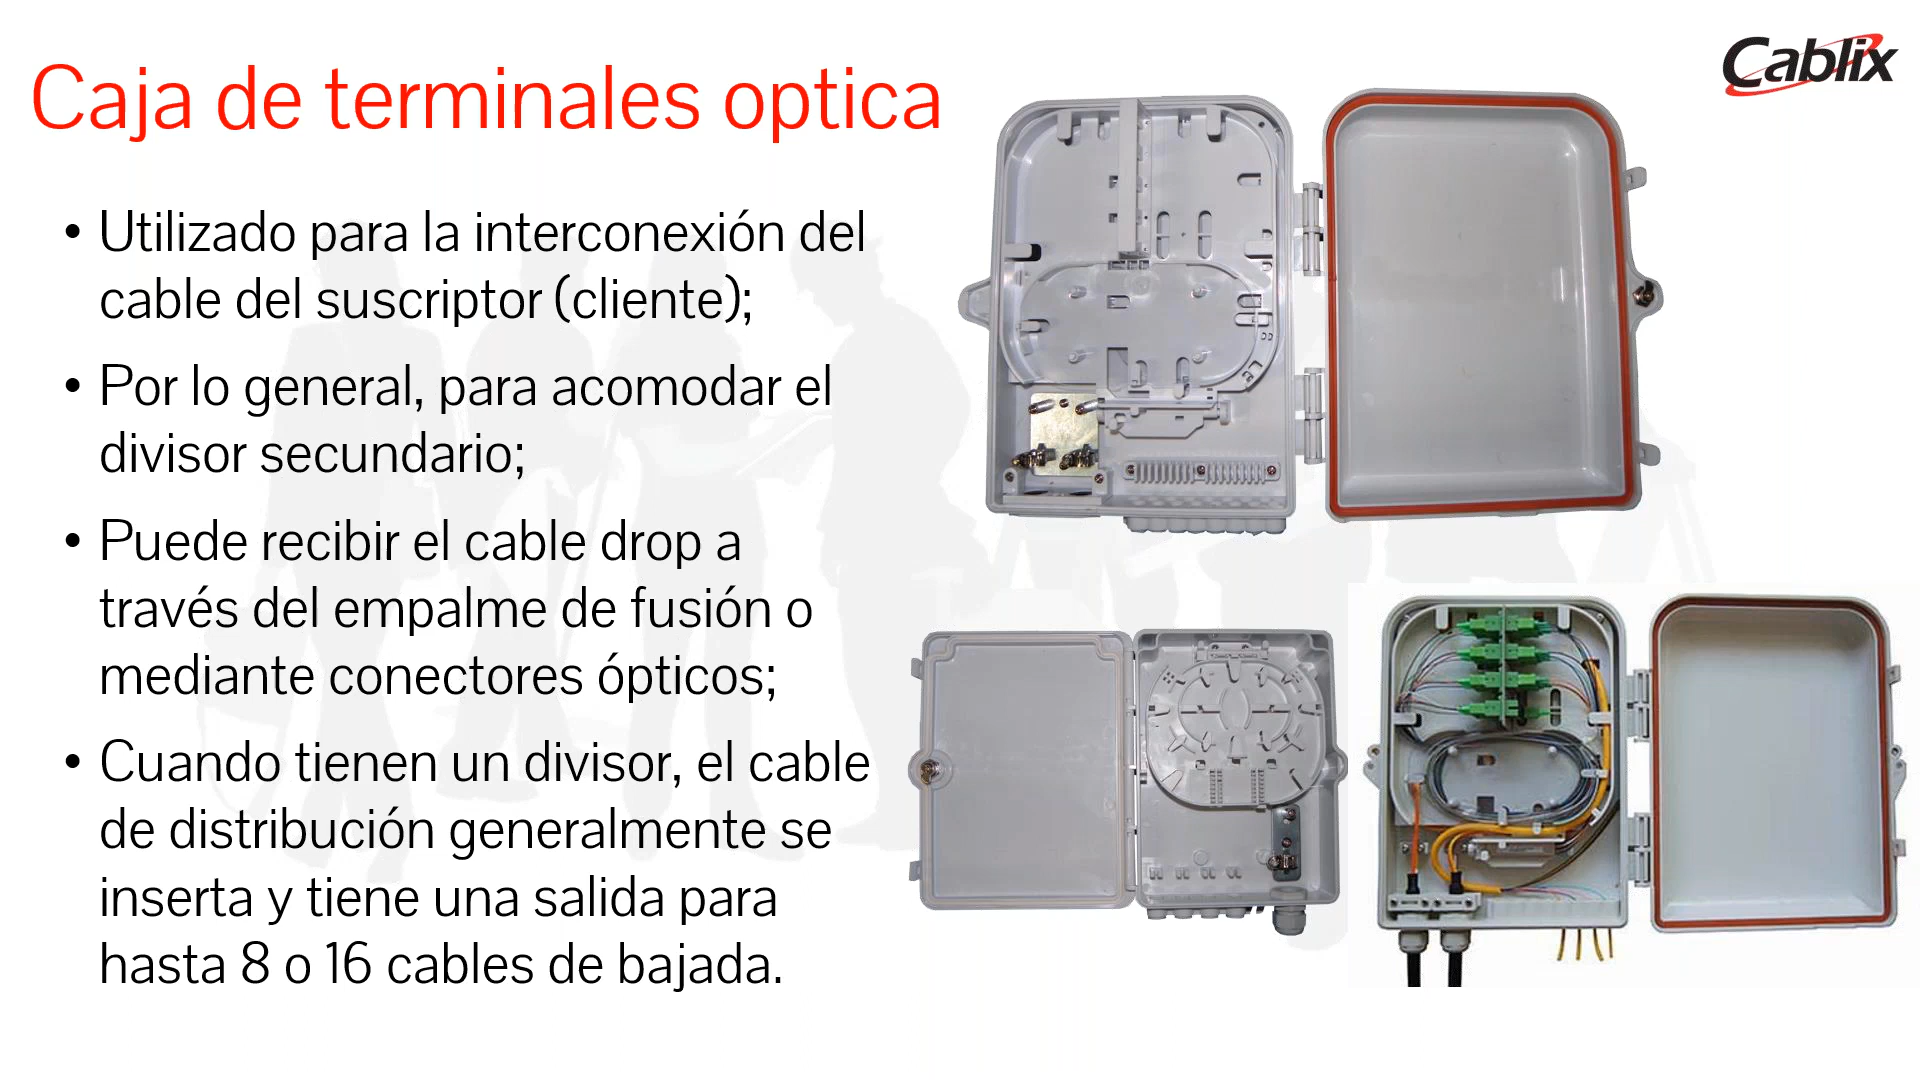 Cablix
Caja de terminales optica
• Utilizado para la interconexión del
cable del suscriptor (cliente);
• Por lo general, para acomodar el
divisor secundario;
• Puede recibir el cable drop a
través del empalme de fusión o
mediante conectores ópticos;
• Cuando tienen un divisor, el cable
de distribución generalmente se
inserta y tiene una salida para
hasta 8 o 16 cables de bajada.